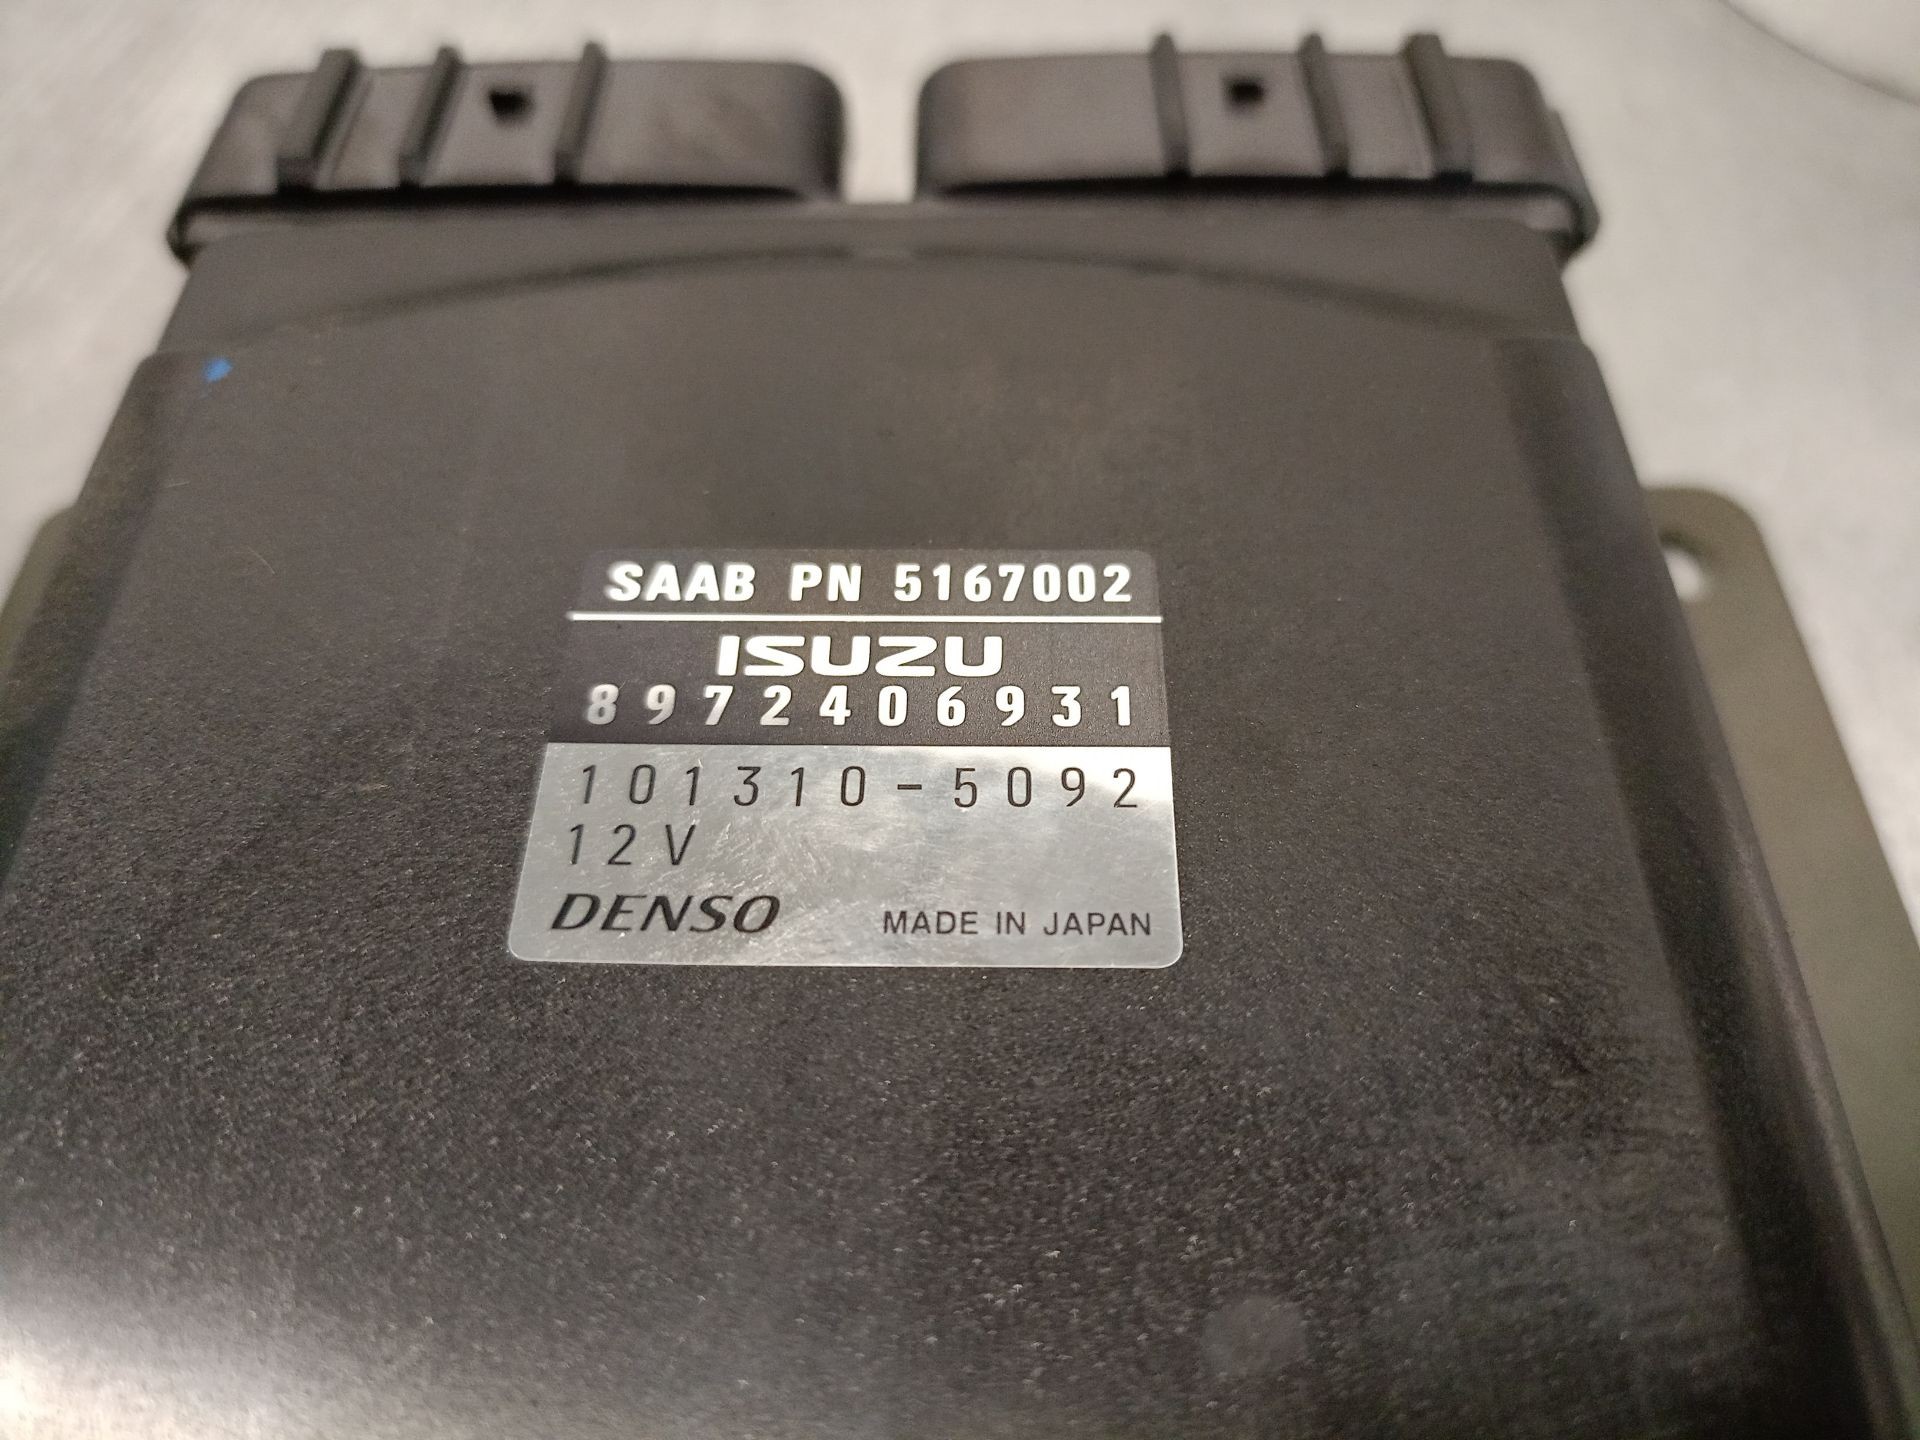 SAAB PN 5167002
ISUZU
8972406931
101310-5092
12V
DENSO MADE IN JAPAN